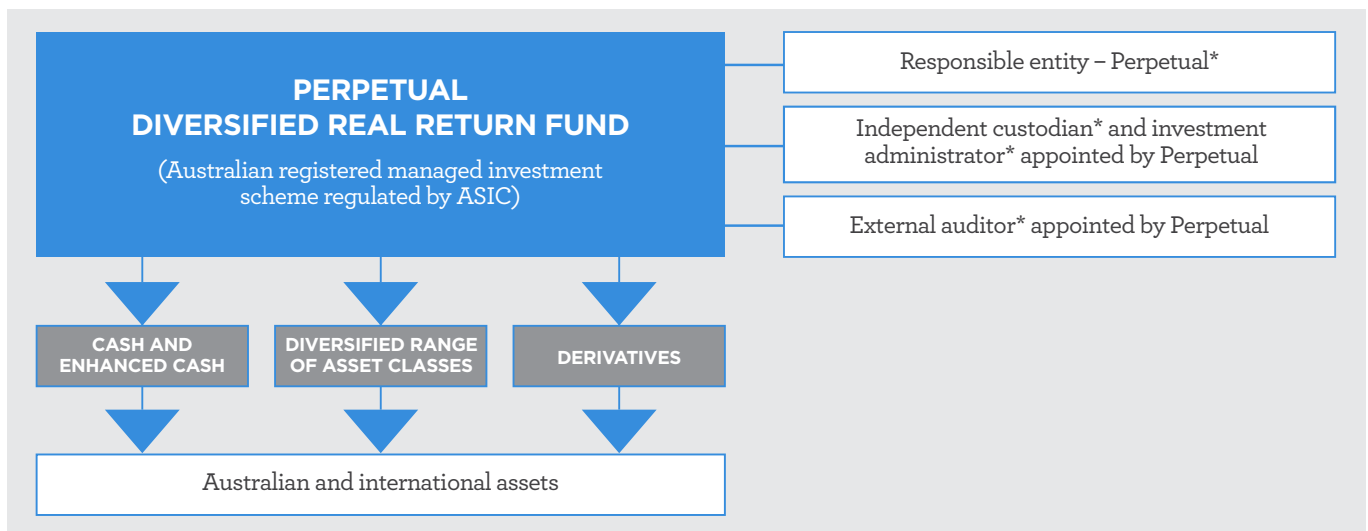 PERPETUAL
DIVERSIFIED REAL RETURN FUND
(Australian registered managed investment
scheme regulated by ASIC)
Responsible entity – Perpetual*
Independent custodian* and investment
administrator* appointed by Perpetual
External auditor* appointed by Perpetual
CASH AND
ENHANCED CASH
DIVERSIFIED RANGE
OF ASSET CLASSES
DERIVATIVES
Australian and international assets